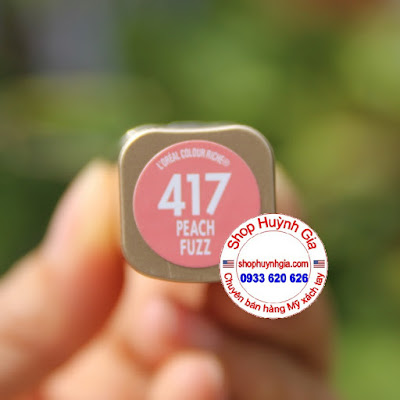 L'ORÉAL COLOUR RICHE®
417
PEACH
FUZZ
Shop Huỳnh Gia
shophuynhgia.com
0933 620 626
Chuyên bán hàng Mỹ xách tay